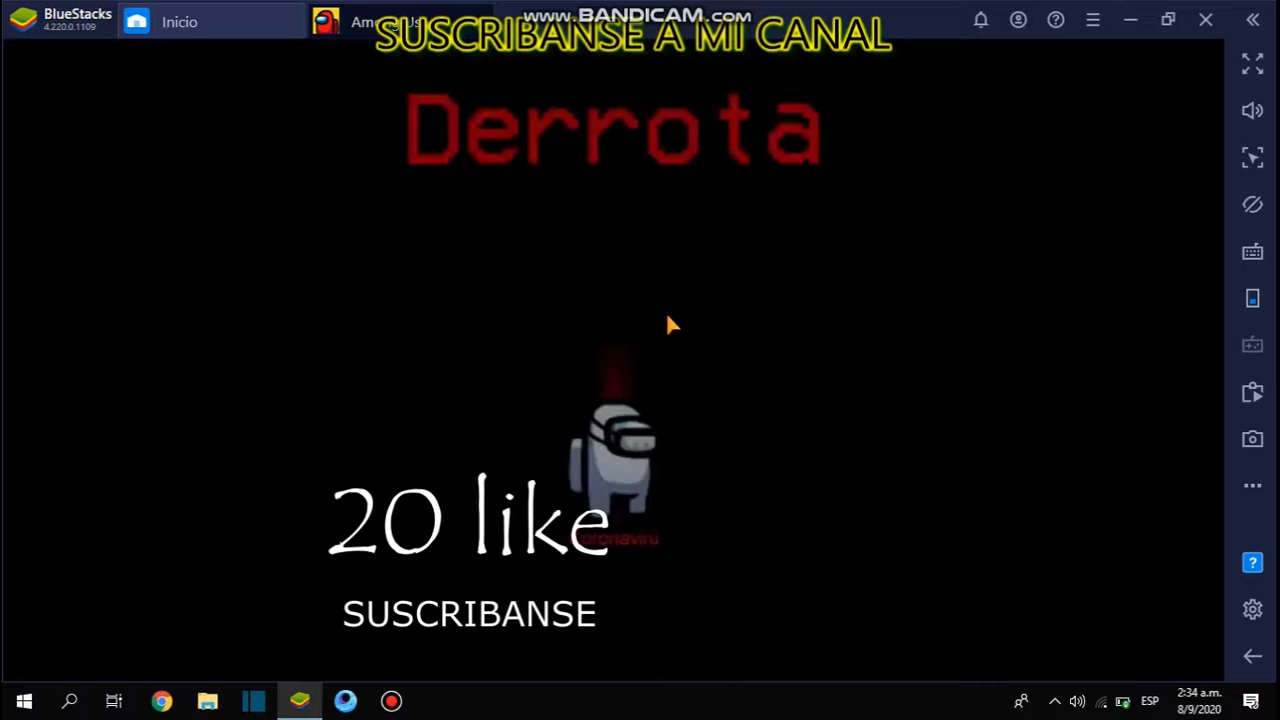 BlueStacks
4.220.0.1109
Inicio
www.BANDICAM.com
SUSCRIBANSE A MI CANAL
Derrota
20 like
SUSCRIBANSE
ESP
2:34 a.m.
8/9/2020